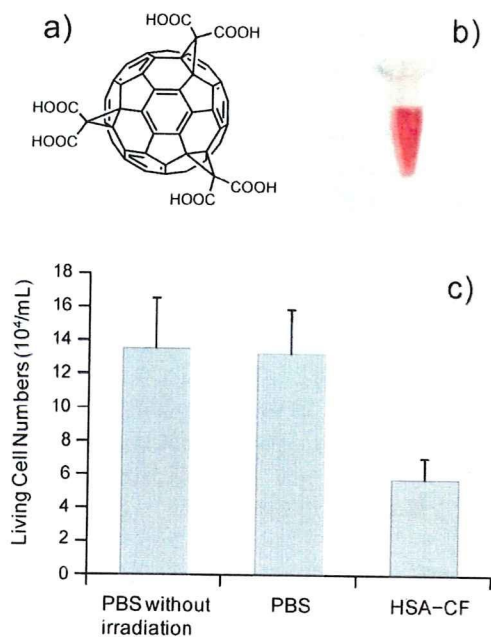 a)
HOOC
COOH
HOOC
HOOC
COOH
HOOC
b)
c)
Living Cell Numbers (10⁴/mL)
18
16
14
12
10
8
6
4
2
0
PBS without
irradiation
PBS
HSA−CF